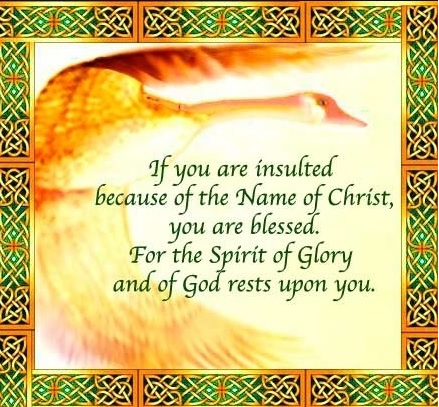 If you are insulted
because of the Name of Christ,
you are blessed.
For the Spirit of Glory
and of God rests upon you.